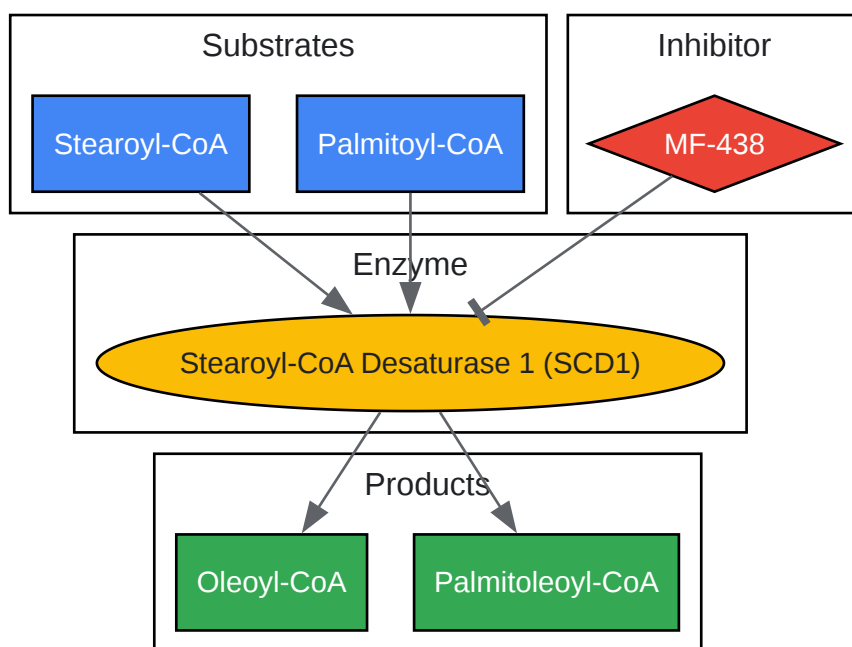 Substrates
Inhibitor
Stearoyl-CoA
Palmitoyl-CoA
MF-438
Enzyme
Stearoyl-CoA Desaturase 1 (SCD1)
Products
Oleoyl-CoA
Palmitoleoyl-CoA